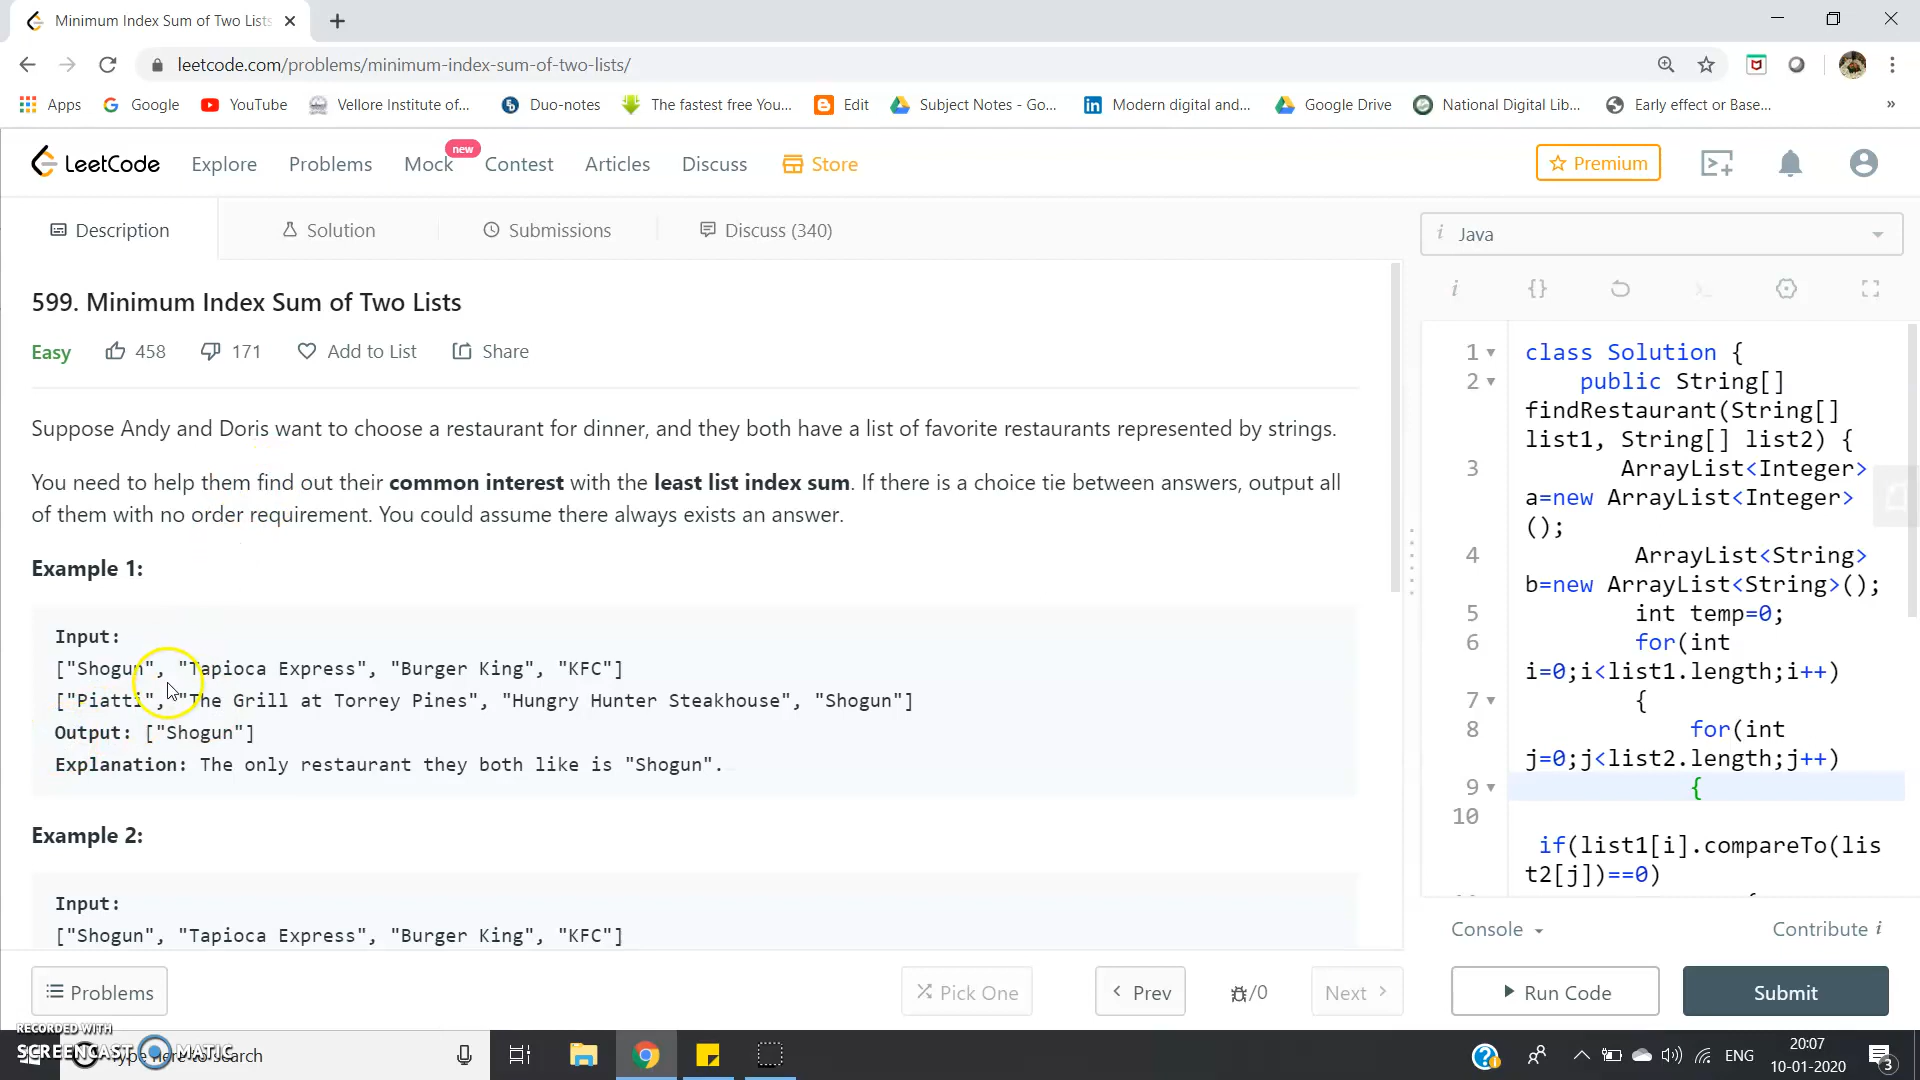 Minimum Index Sum of Two Lists
leetcode.com/problems/minimum-index-sum-of-two-lists/
Apps Google YouTube Vellore Institute of... Duo-notes The fastest free You... Edit Subject Notes - Go... Modern digital and... Google Drive National Digital Lib... Early effect or Base... »
LeetCode Explore Problems Mock new Contest Articles Discuss Store Premium
Description Solution Submissions Discuss (340)
i Java
599. Minimum Index Sum of Two Lists
Easy 458 171 Add to List Share
Suppose Andy and Doris want to choose a restaurant for dinner, and they both have a list of favorite restaurants represented by strings.
You need to help them find out their common interest with the least list index sum. If there is a choice tie between answers, output all
of them with no order requirement. You could assume there always exists an answer.
Example 1:
Input:
["Shogun", "Tapioca Express", "Burger King", "KFC"]
["Piatti", "The Grill at Torrey Pines", "Hungry Hunter Steakhouse", "Shogun"]
Output: ["Shogun"]
Explanation: The only restaurant they both like is "Shogun".
Example 2:
Input:
["Shogun", "Tapioca Express", "Burger King", "KFC"]
i {}
1 class Solution {
2 public String[]
findRestaurant(String[]
list1, String[] list2) {
3 ArrayList<Integer>
a=new ArrayList<Integer>
();
4 ArrayList<String>
b=new ArrayList<String>();
5 int temp=0;
6 for(int
i=0;i<list1.length;i++)
7 {
8 for(int
j=0;j<list2.length;j++)
9 {
10
if(list1[i].compareTo(lis
t2[j])==0)
Console Contribute i
Problems Pick One Prev /0 Next Run Code Submit
RECORDED WITH
SCREENCAST MATIC
Type here to search
ENG
20:07
10-01-2020
3